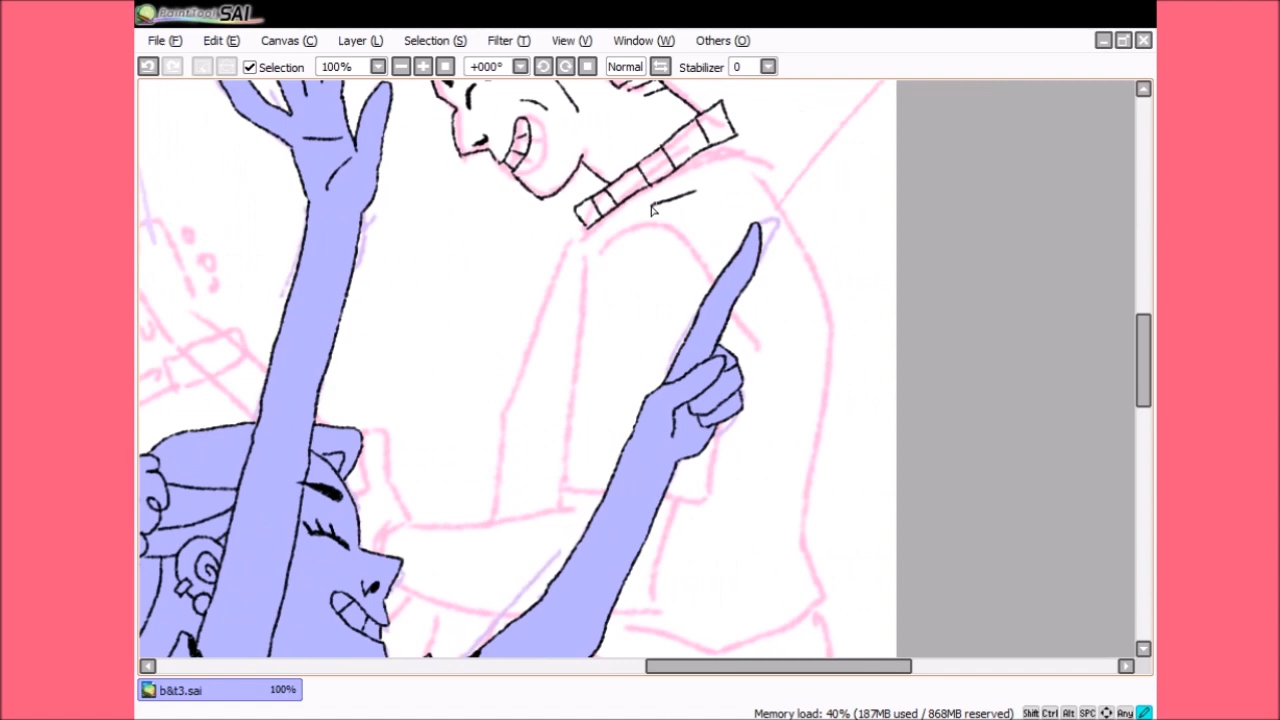 PaintTool SAI
File (F) Edit (E) Canvas (C) Layer (L) Selection (S) Filter (T) View (V) Window (W) Others (O)
Selection 100% +000° Normal Stabilizer 0
b&t3.sai 100%
Memory load: 40% (187MB used / 868MB reserved) Shift Ctrl Alt SPC Any